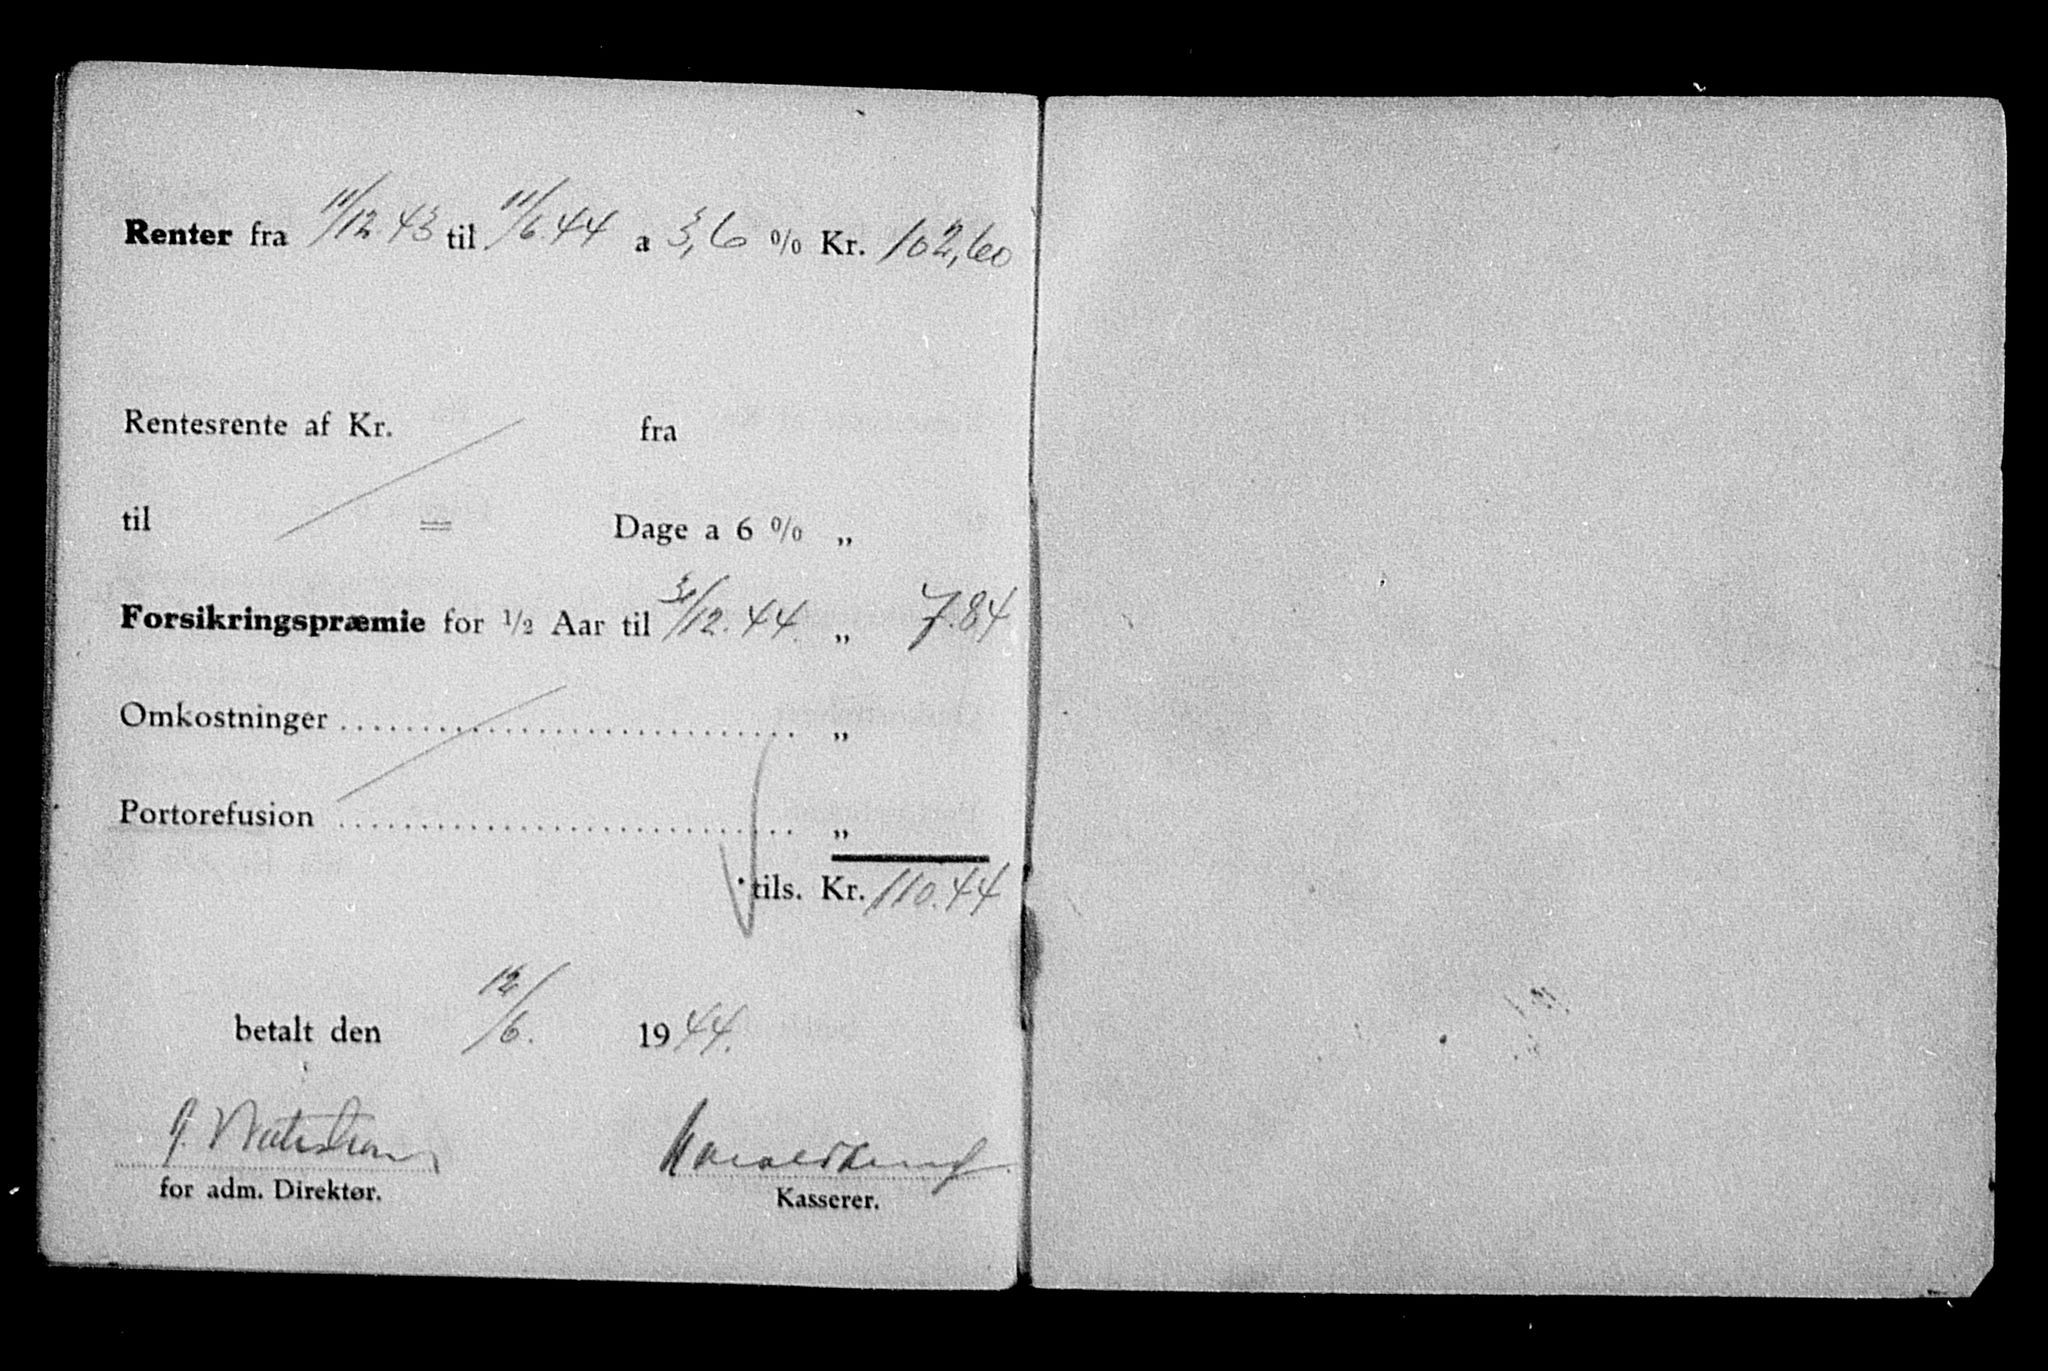 Renter fra 11/12.43 til 11/6.44 a 3,6 % Kr. 102,60
Rentesrente af Kr. fra
til = Dage a 6 % „
Forsikringspræmie for 1/2 Aar til 31/12.44. „ 7.84
Omkostninger .............................. „
Portorefusion .............................. „
tils. Kr. 110.44
betalt den 12/6. 1944.
for adm. Direktør. Kasserer.